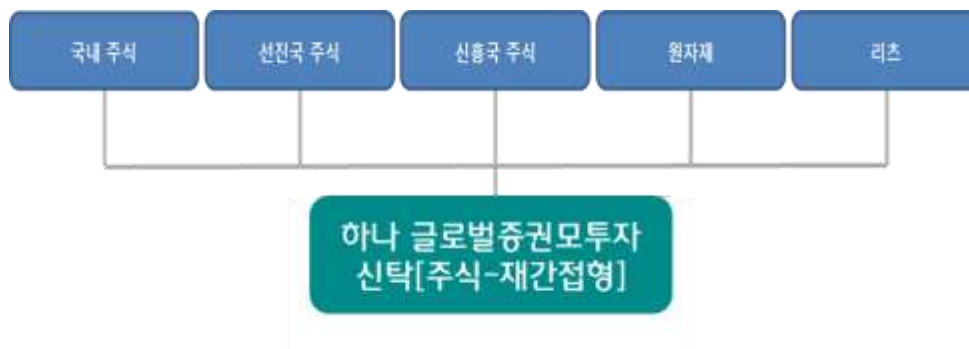 국내 주식
선진국 주식
신흥국 주식
원자재
리츠
하나 글로벌증권모투자
신탁[주식-재간접형]